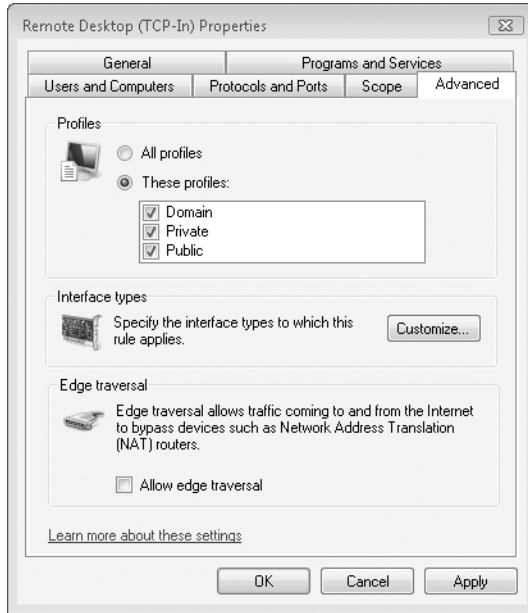 Remote Desktop (TCP-In) Properties
General
Programs and Services
Users and Computers
Protocols and Ports
Scope
Advanced
Profiles
All profiles
These profiles:
Domain
Private
Public
Interface types
Specify the interface types to which this
rule applies.
Customize...
Edge traversal
Edge traversal allows traffic coming to and from the Internet
to bypass devices such as Network Address Translation
(NAT) routers.
Allow edge traversal
Learn more about these settings
OK
Cancel
Apply